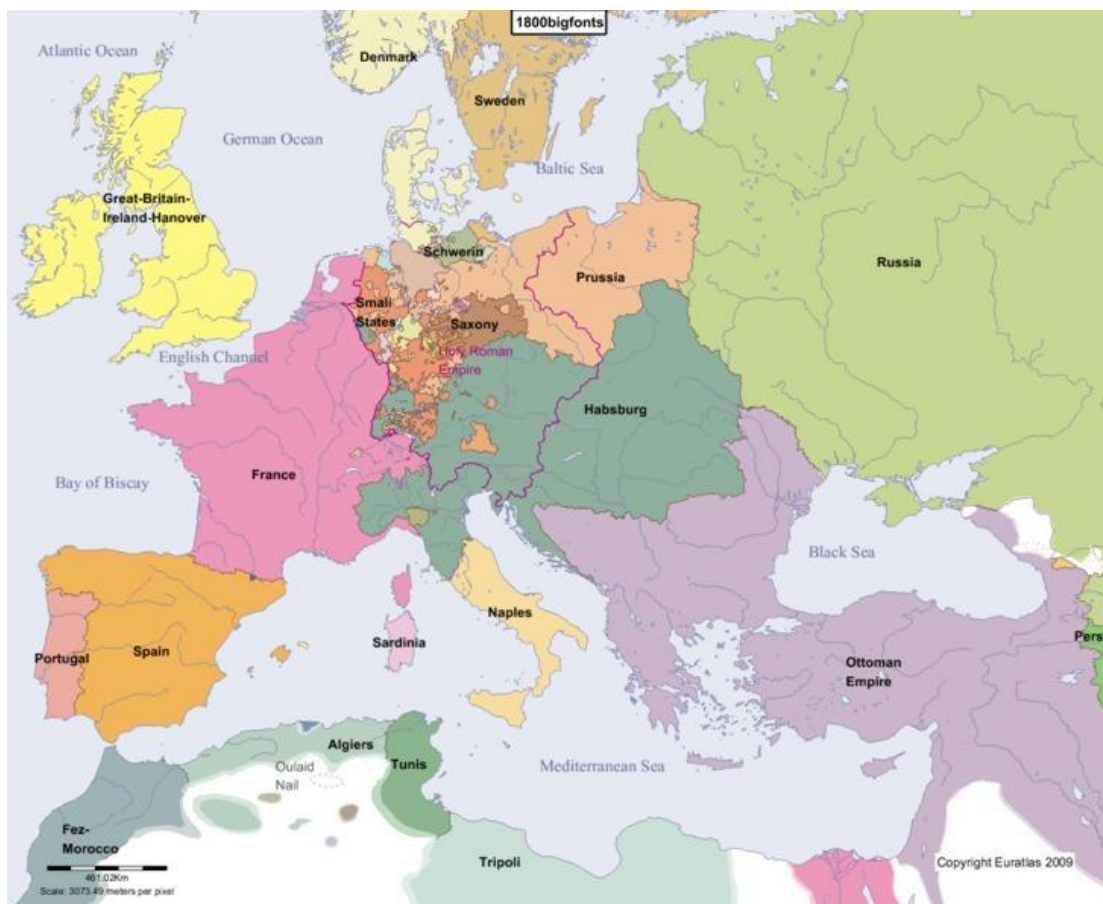 1800bigfonts
Atlantic Ocean
Denmark
Sweden
German Ocean
Baltic Sea
Great-Britain-
Ireland-Hanover
Schwerin
Russia
Prussia
Small
States
Saxony
Holy Roman
Empire
English Channel
Habsburg
France
Bay of Biscay
Black Sea
Naples
Sardinia
Portugal
Spain
Pers
Ottoman
Empire
Algiers
Oulaid
Nail
Tunis
Mediterranean Sea
Fez-
Morocco
Tripoli
Copyright Euratlas 2009
461.02Km
Scale: 3073.49 meters per pixel